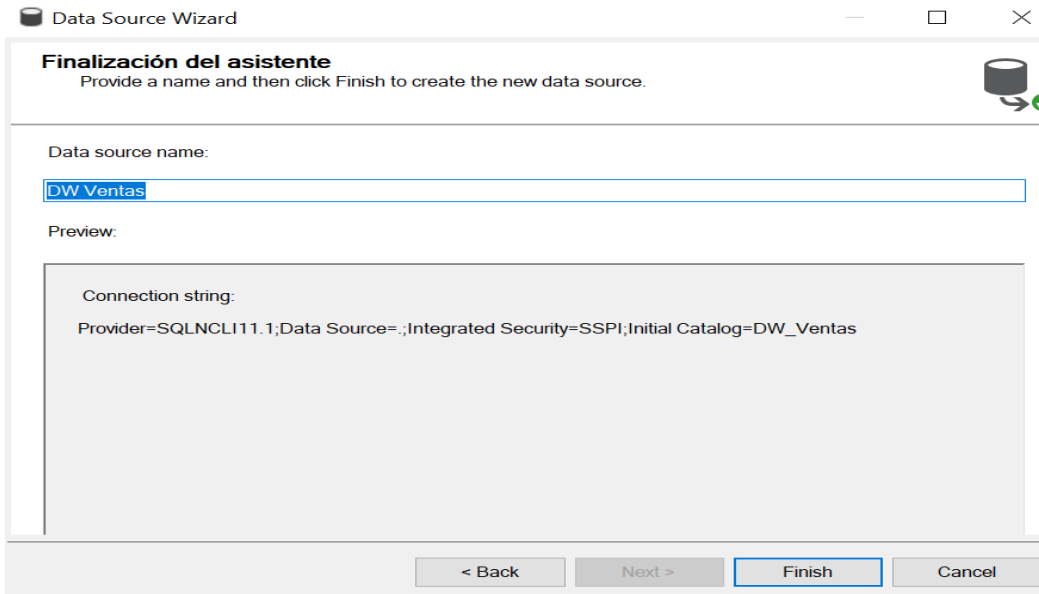 Data Source Wizard
Finalización del asistente
Provide a name and then click Finish to create the new data source.
Data source name:
DW Ventas
Preview:
Connection string:
Provider=SQLNCLI11.1;Data Source=.;Integrated Security=SSPI;Initial Catalog=DW_Ventas
< Back
Next >
Finish
Cancel